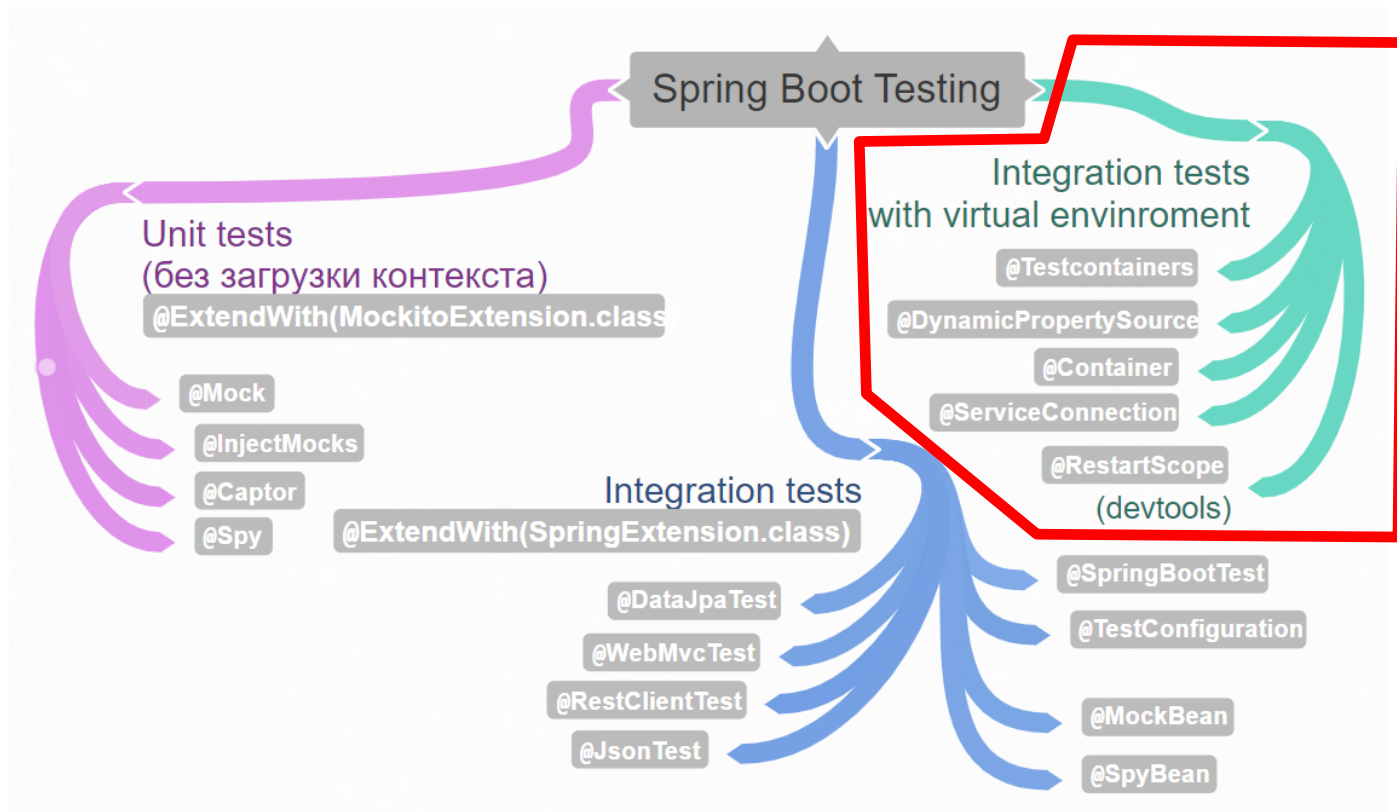 Spring Boot Testing
Unit tests
(без загрузки контекста)
@ExtendWith(MockitoExtension.class)
@Mock
@InjectMocks
@Captor
@Spy
Integration tests
@ExtendWith(SpringExtension.class)
@DataJpaTest
@WebMvcTest
@RestClientTest
@JsonTest
@SpringBootTest
@TestConfiguration
@MockBean
@SpyBean
Integration tests
with virtual envinroment
@Testcontainers
@DynamicPropertySource
@Container
@ServiceConnection
@RestartScope
(devtools)